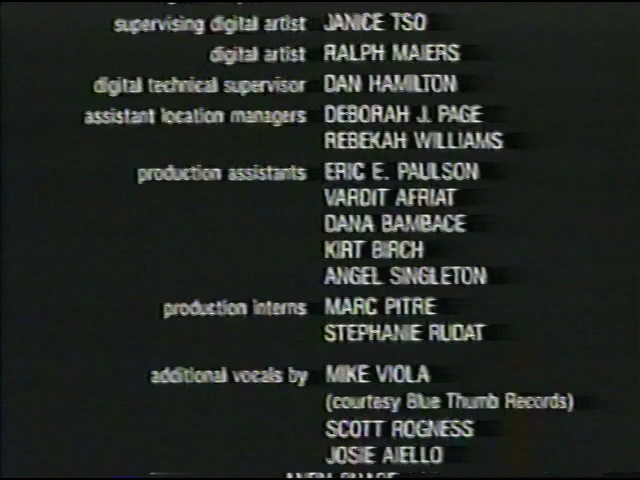 supervising digital artist JANICE TSO
digital artist RALPH MAIERS
digital technical supervisor DAN HAMILTON
assistant location managers DEBORAH J. PAGE
REBEKAH WILLIAMS
production assistants ERIC E. PAULSON
VARDIT AFRIAT
DANA BAMBACE
KIRT BIRCH
ANGEL SINGLETON
production interns MARC PITRE
STEPHANIE RUDAT
additional vocals by MIKE VIOLA
(courtesy Blue Thumb Records)
SCOTT ROGNESS
JOSIE AIELLO